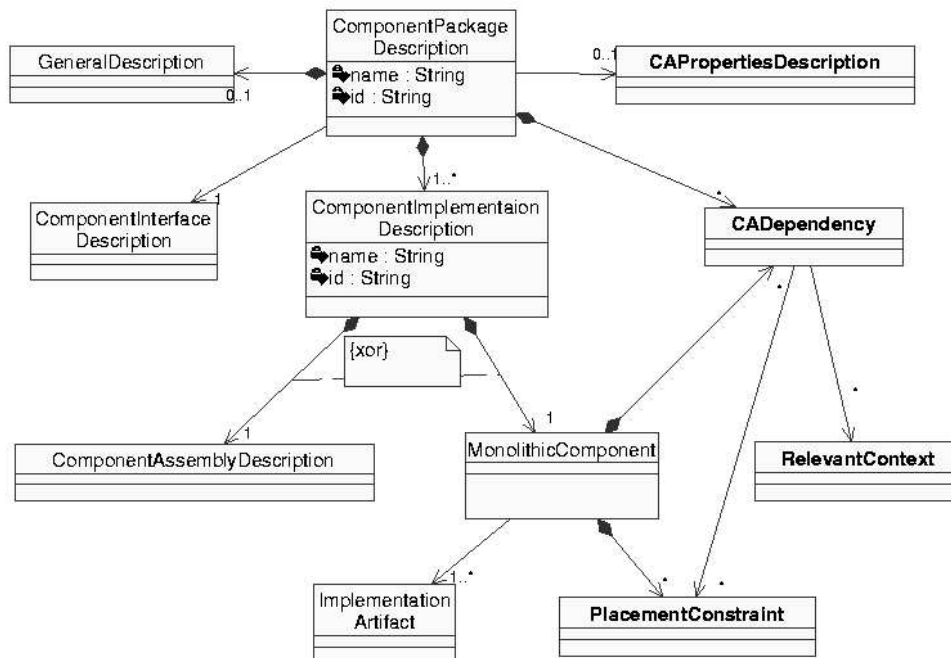 ComponentPackage
Description
name : String
id : String
GeneralDescription
0..1
0..1
CAPropertiesDescription
ComponentInterface
Description
1
1..*
ComponentImplementaion
Description
name : String
id : String
*
CADependency
*
{xor}
1
ComponentAssemblyDescription
1
MonolithicComponent
*
RelevantContext
1..*
Implementation
Artifact
*
*
PlacementConstraint